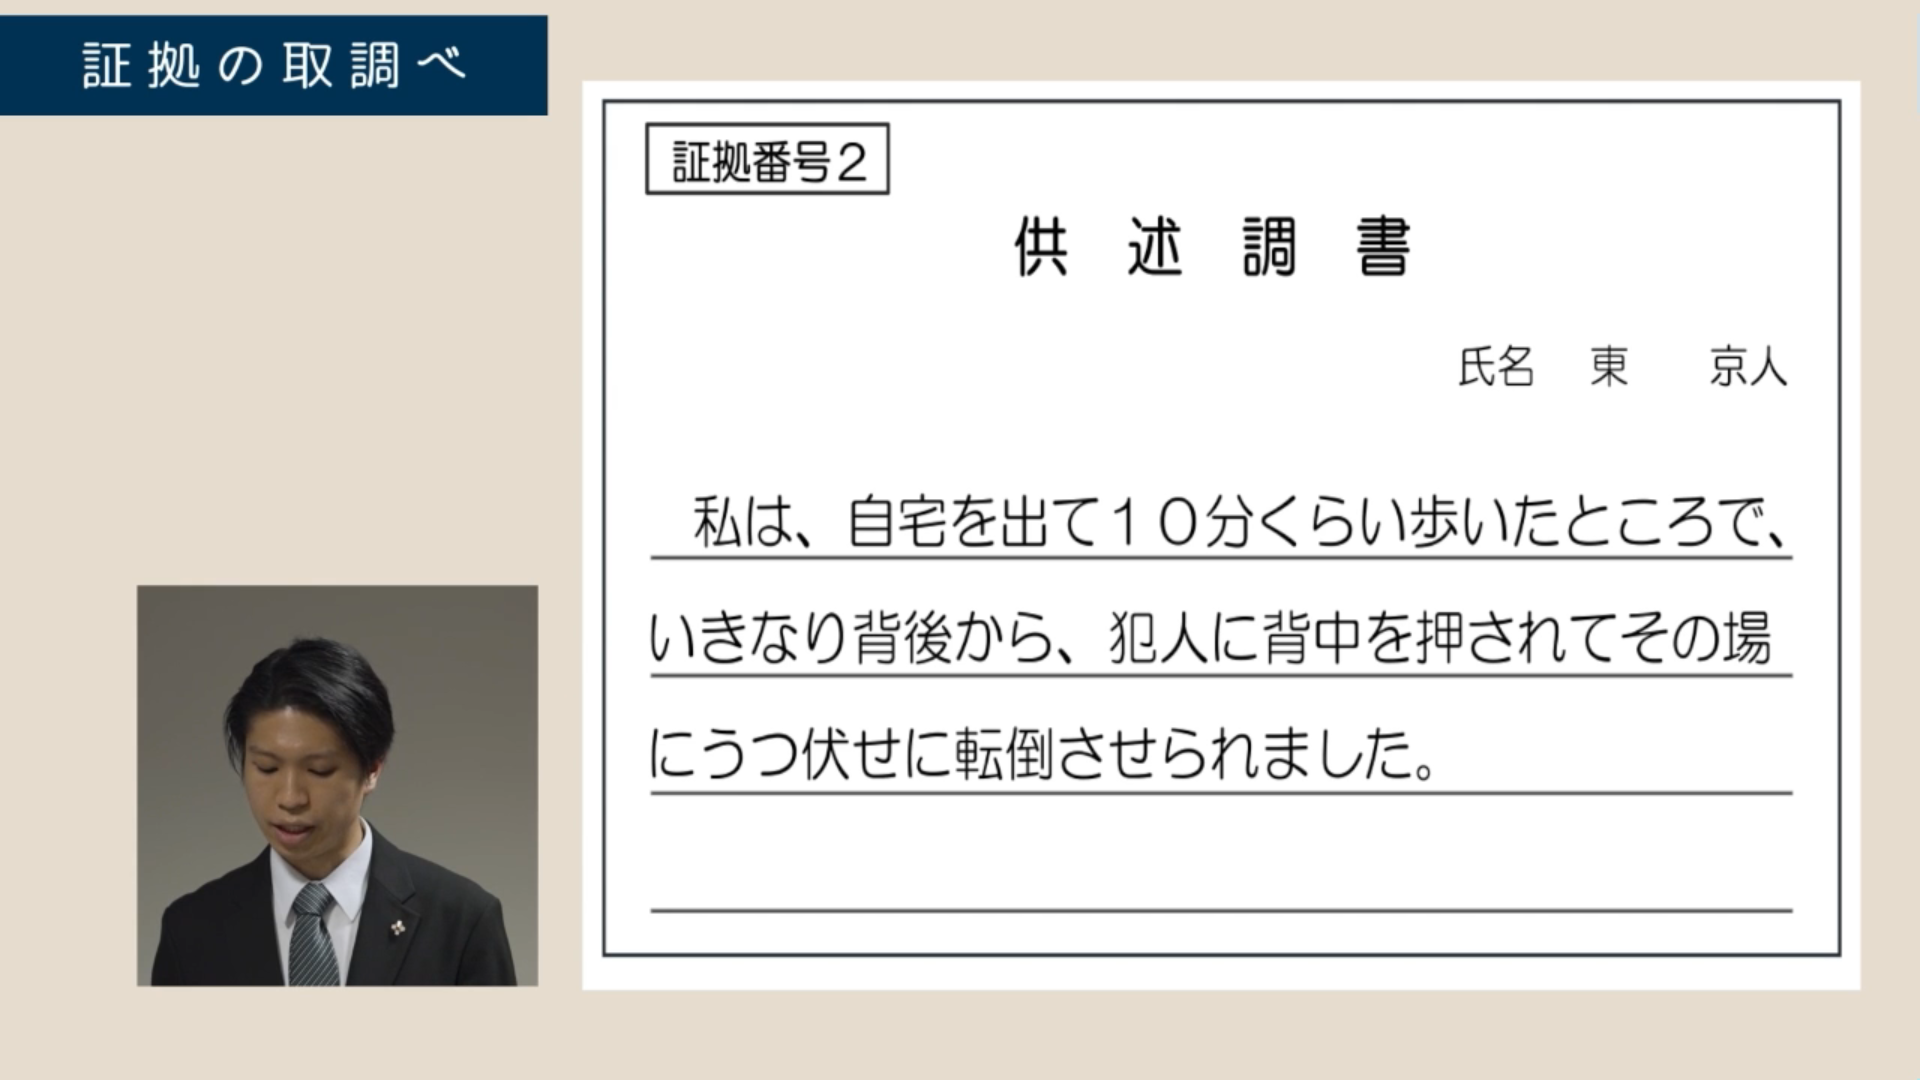 証拠の取調べ
証拠番号２
供述調書
氏名　東　京人
私は、自宅を出て１０分くらい歩いたところで、
いきなり背後から、犯人に背中を押されてその場
にうつ伏せに転倒させられました。